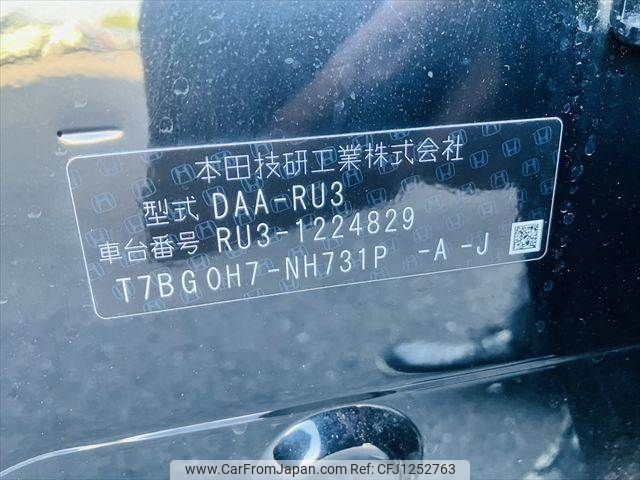 本田技研工業株式会社
型式 DAA-RU3
車台番号 RU3-1224829
T7BG0H7-NH731P -A -J
www.CarFromJapan.com | Photo Ref: CFJ1252763